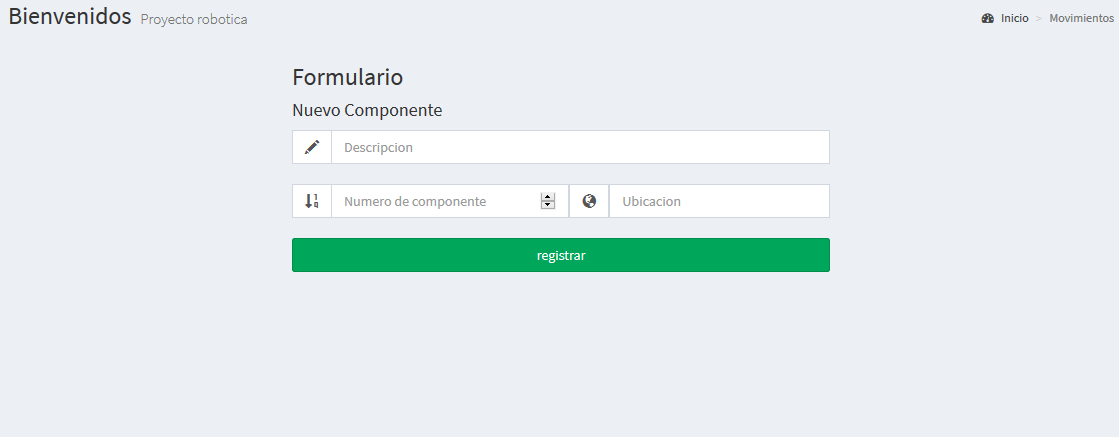 Bienvenidos Proyecto robotica Inicio > Movimientos
Formulario
Nuevo Componente
Descripcion
Numero de componente Ubicacion
registrar